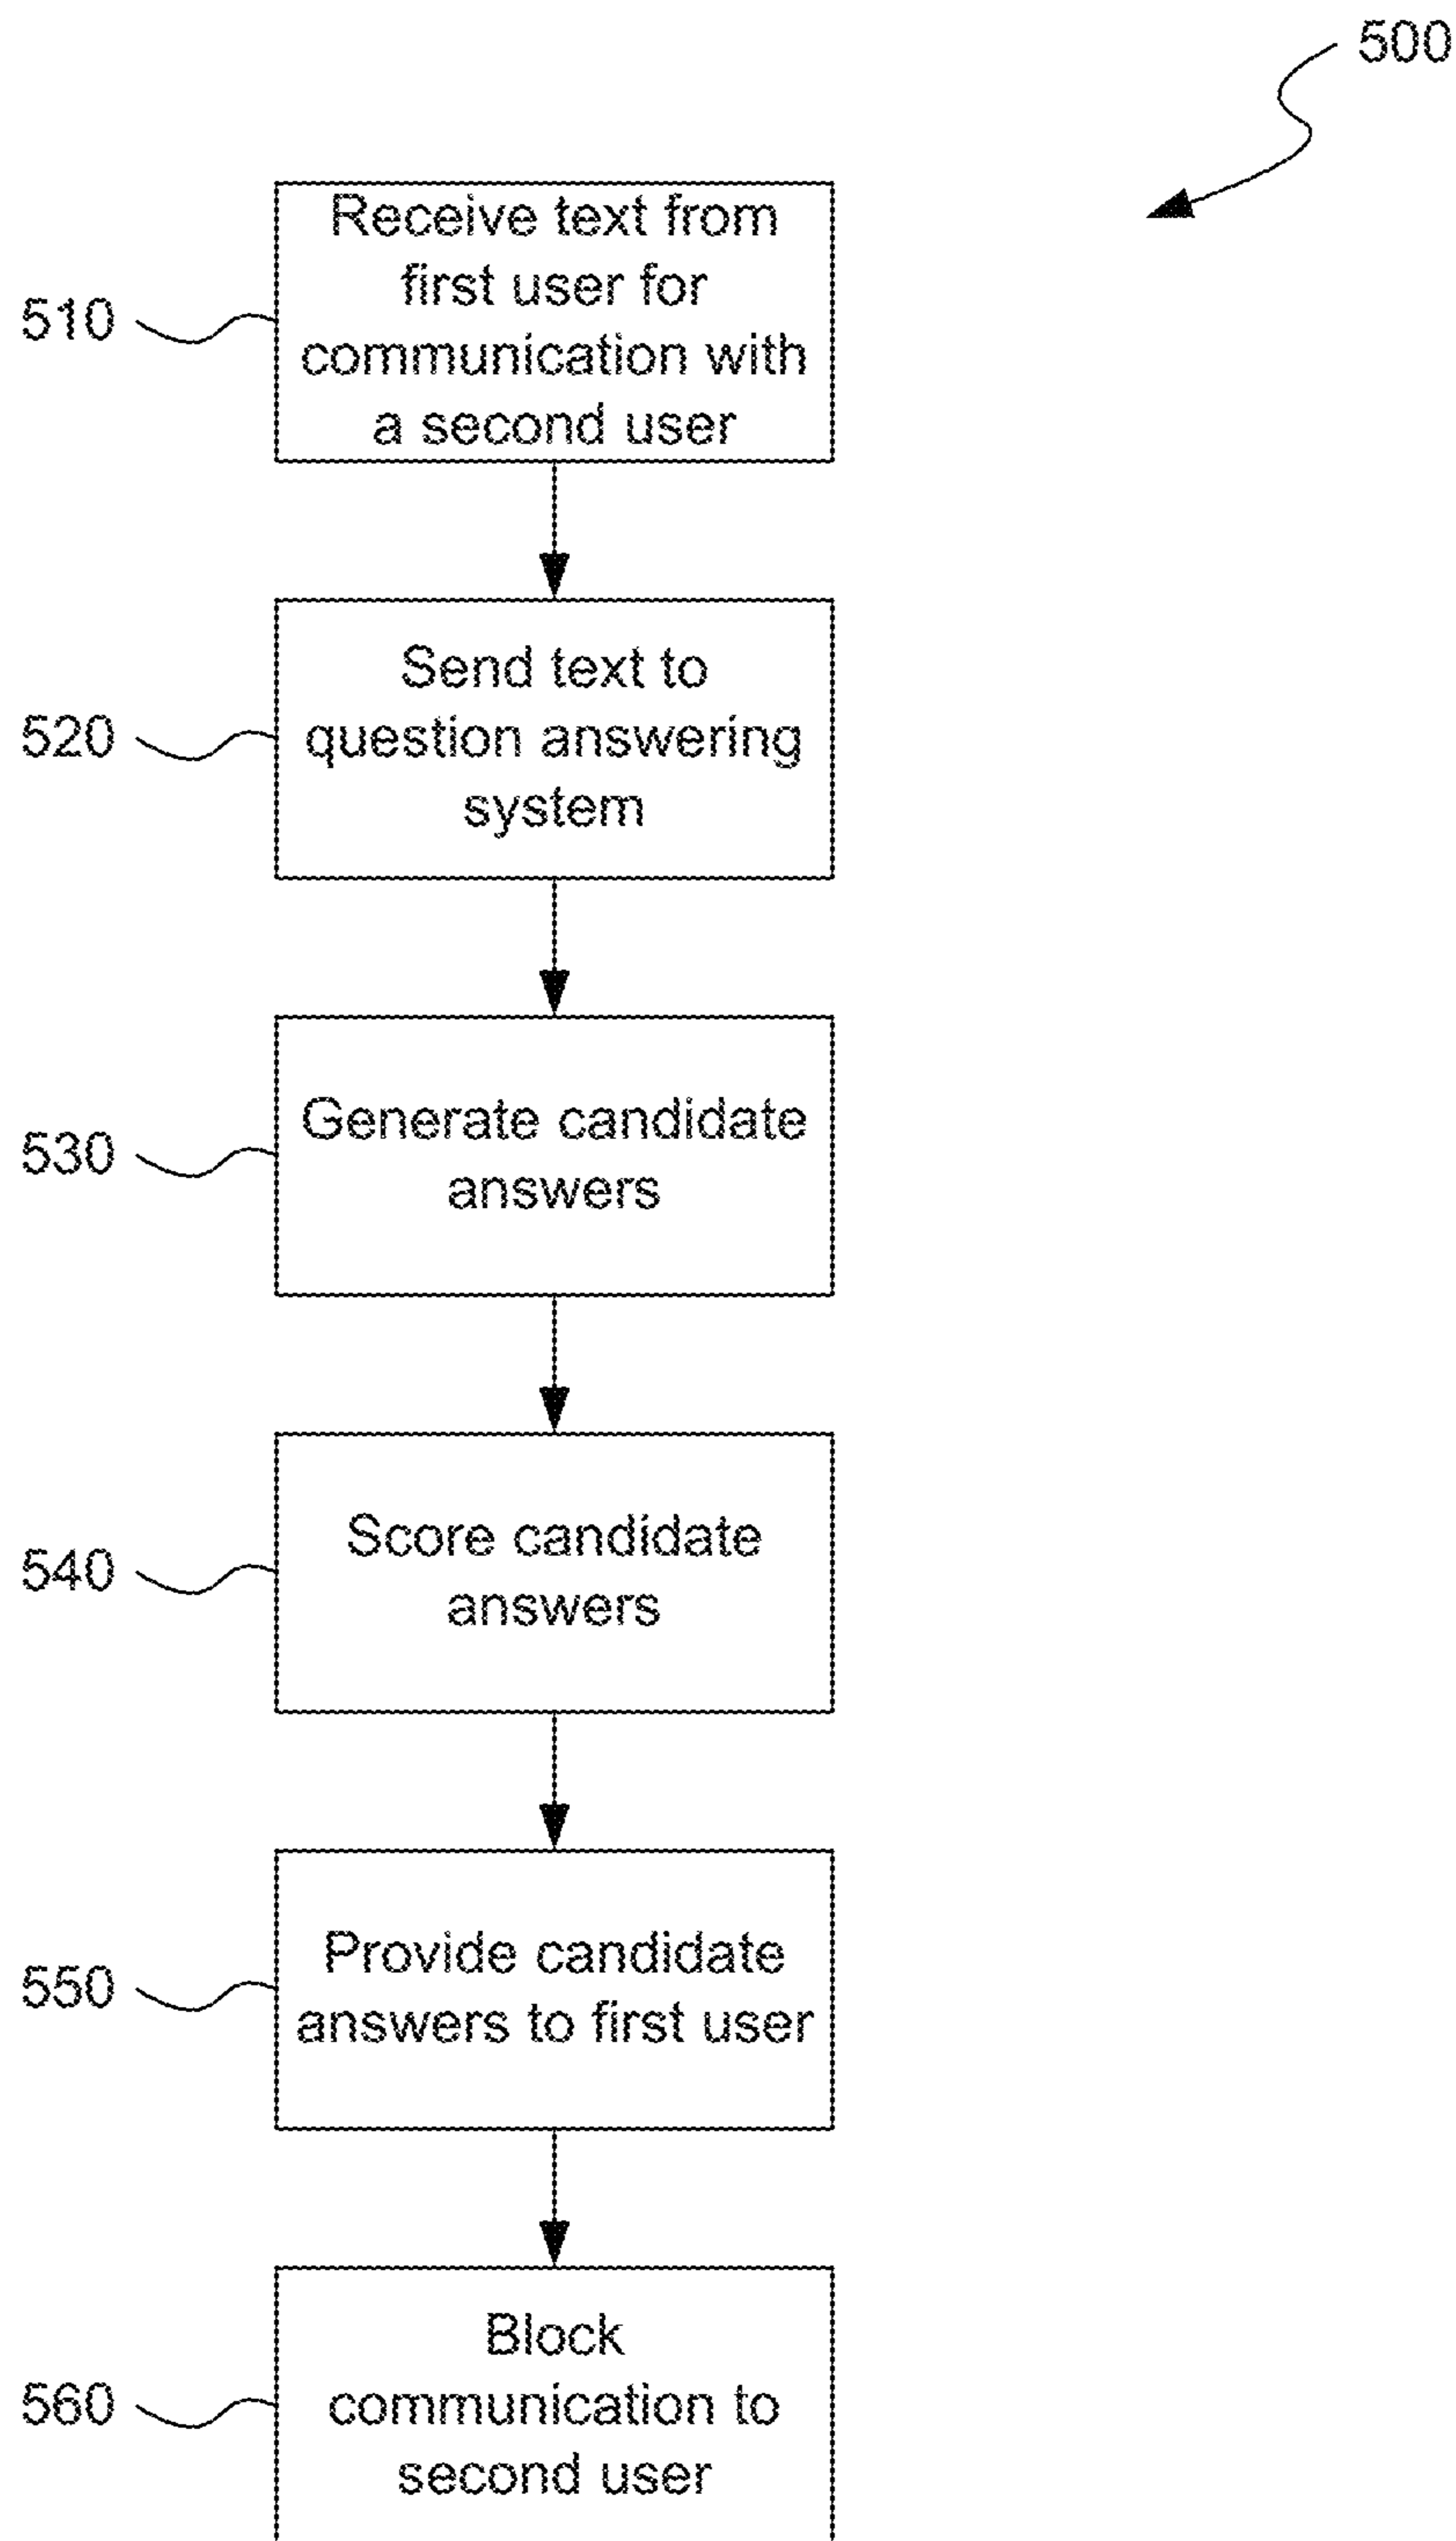 500
Receive text from
first user for
communication with
a second user
510
Send text to
question answering
system
520
Generate candidate
answers
530
Score candidate
answers
540
Provide candidate
answers to first user
550
Block
communication to
second user
560